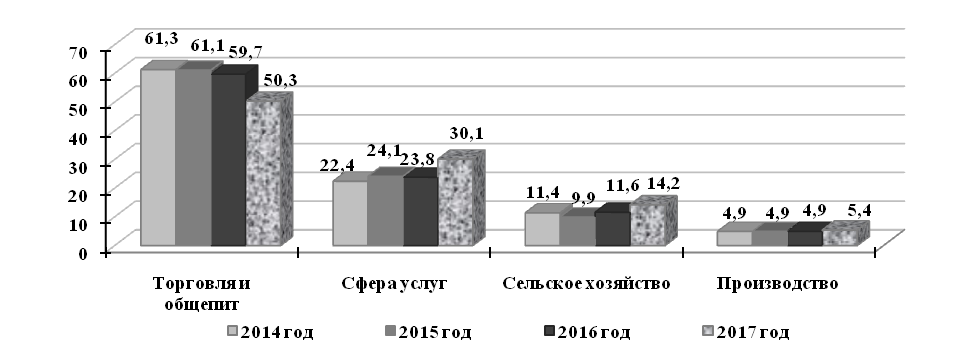 70
60
50
40
30
20
10
0
61,3 61,1 59,7 50,3
22,4 24,1 23,8 30,1
11,4 9,9 11,6 14,2
4,9 4,9 4,9 5,4
Торговля и
общепит
Сфера услуг
Сельское хозяйство
Производство
2014 год 2015 год 2016 год 2017 год